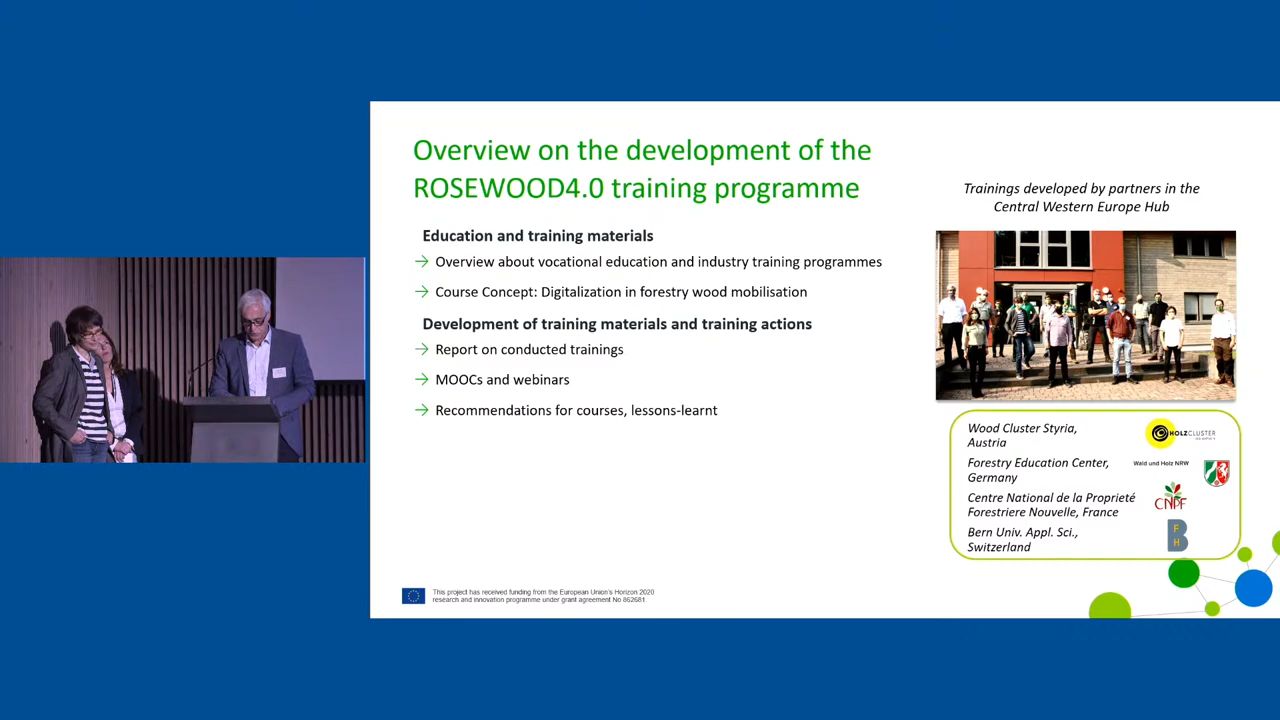 Overview on the development of the
ROSEWOOD4.0 training programme
Education and training materials
Overview about vocational education and industry training programmes
Course Concept: Digitalization in forestry wood mobilisation
Development of training materials and training actions
Report on conducted trainings
MOOCs and webinars
Recommendations for courses, lessons-learnt
This project has received funding from the European Union's Horizon 2020
research and innovation programme under grant agreement No 862681
Trainings developed by partners in the
Central Western Europe Hub
Wood Cluster Styria,
Austria
HOLZCLUSTER
Forestry Education Center,
Germany
Wald und Holz NRW
Centre National de la Proprieté
Forestriere Nouvelle, France
CNPF
Bern Univ. Appl. Sci.,
Switzerland
B
F
H